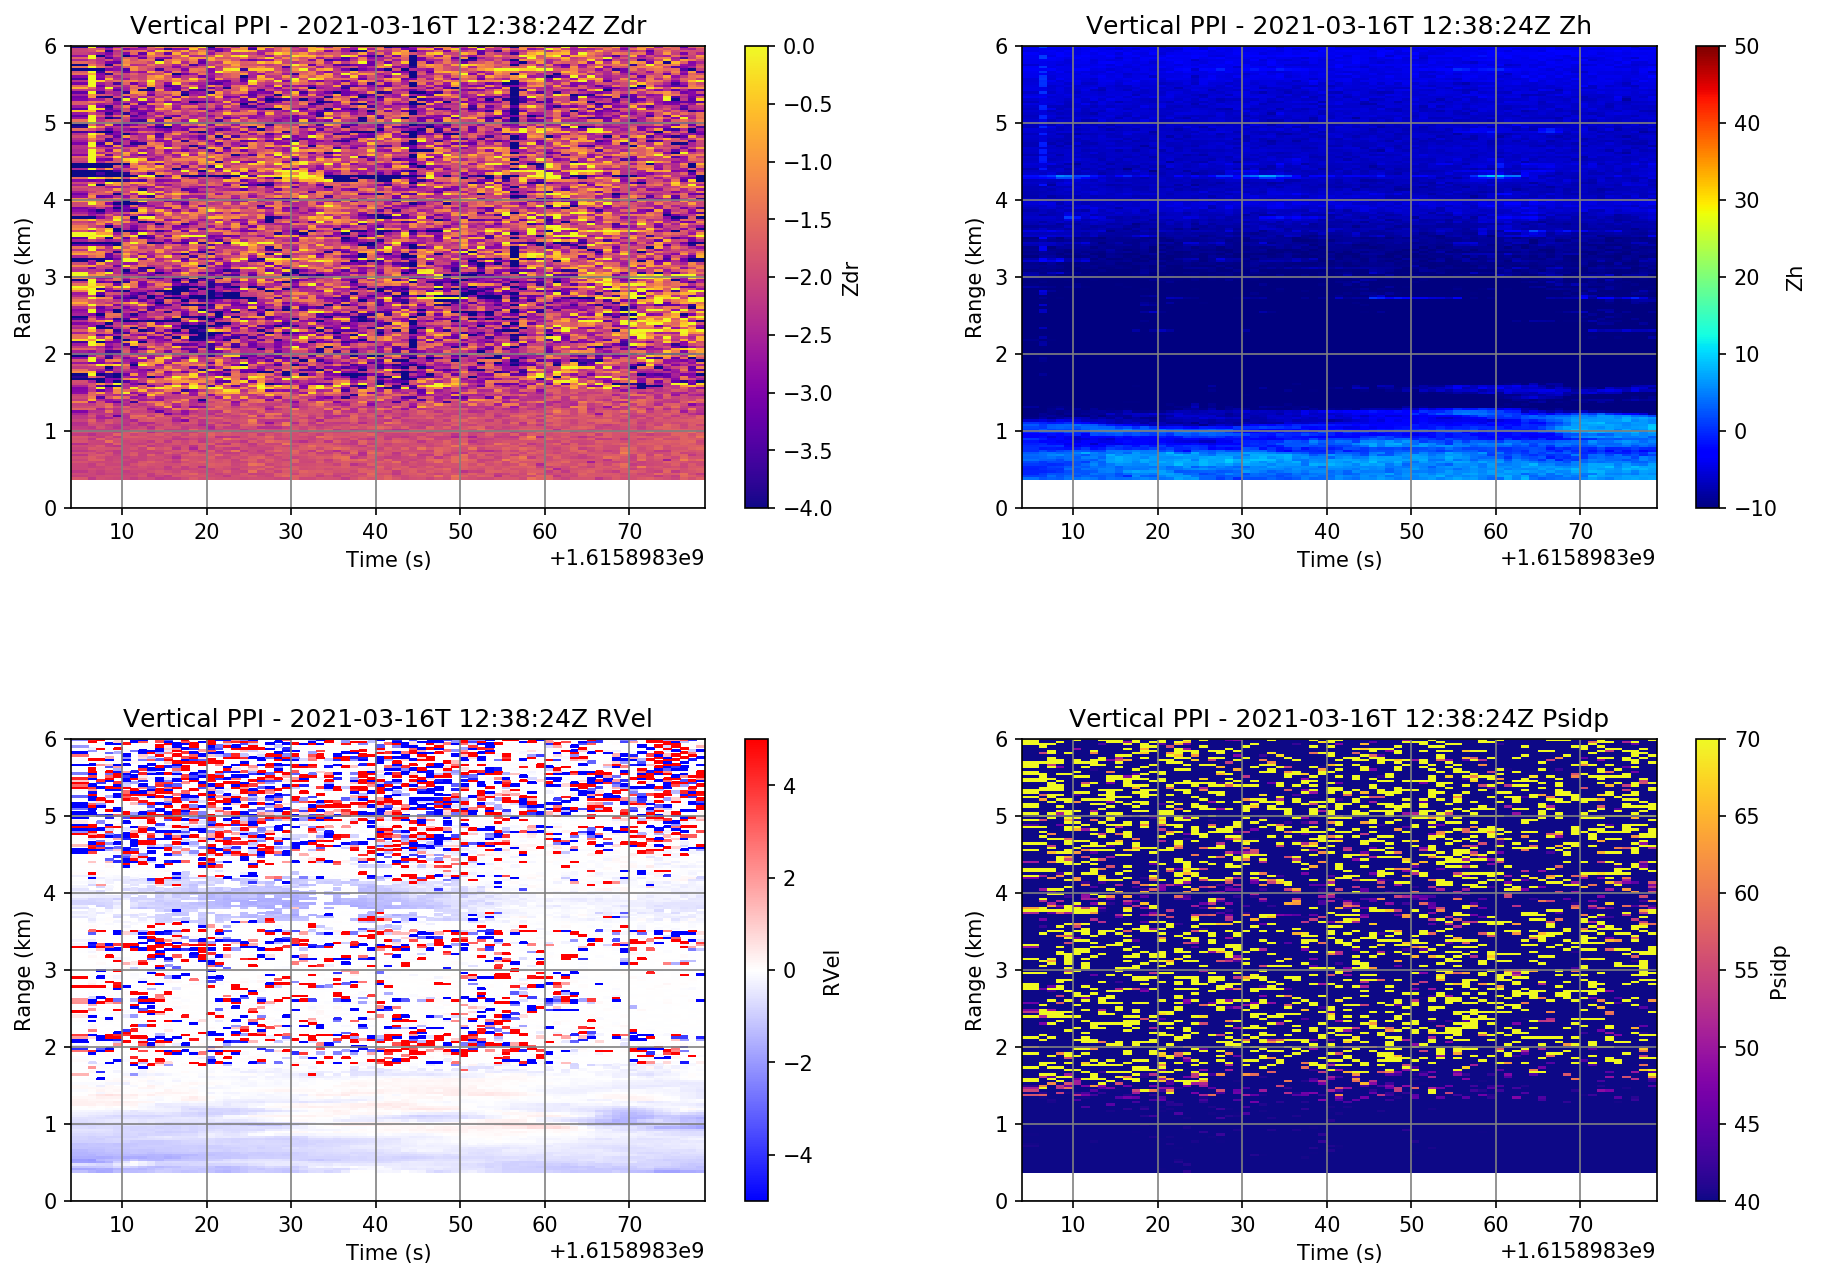 Vertical PPI - 2021-03-16T 12:38:24Z Zdr
6
5
4
3
2
1
0
Range (km)
10 20 30 40 50 60 70
Time (s)
+1.6158983e9
0.0
−0.5
−1.0
−1.5
−2.0
−2.5
−3.0
−3.5
−4.0
Zdr
Vertical PPI - 2021-03-16T 12:38:24Z Zh
6
5
4
3
2
1
0
Range (km)
10 20 30 40 50 60 70
Time (s)
+1.6158983e9
50
40
30
20
10
0
−10
Zh
Vertical PPI - 2021-03-16T 12:38:24Z RVel
6
5
4
3
2
1
0
Range (km)
10 20 30 40 50 60 70
Time (s)
+1.6158983e9
4
2
0
−2
−4
RVel
Vertical PPI - 2021-03-16T 12:38:24Z Psidp
6
5
4
3
2
1
0
Range (km)
10 20 30 40 50 60 70
Time (s)
+1.6158983e9
70
65
60
55
50
45
40
Psidp